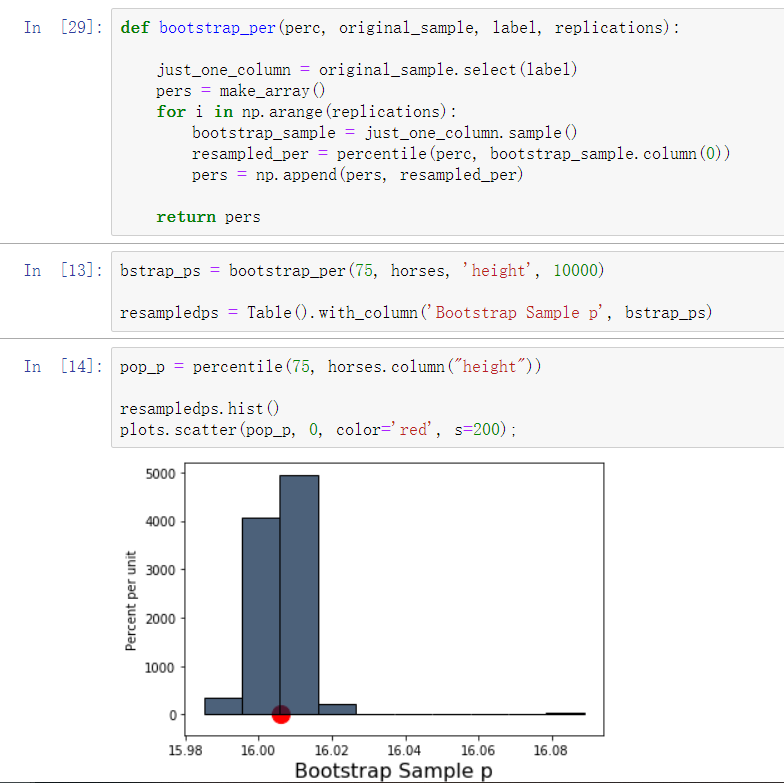 In [29]: def bootstrap_per(perc, original_sample, label, replications):
just_one_column = original_sample.select(label)
pers = make_array()
for i in np.arange(replications):
bootstrap_sample = just_one_column.sample()
resampled_per = percentile(perc, bootstrap_sample.column(0))
pers = np.append(pers, resampled_per)
return pers
In [13]: bstrap_ps = bootstrap_per(75, horses, 'height', 10000)
resampledps = Table().with_column('Bootstrap Sample p', bstrap_ps)
In [14]: pop_p = percentile(75, horses.column("height"))
resampledps.hist()
plots.scatter(pop_p, 0, color='red', s=200);
5000
4000
3000
2000
1000
0
Percent per unit
15.98 16.00 16.02 16.04 16.06 16.08
Bootstrap Sample p